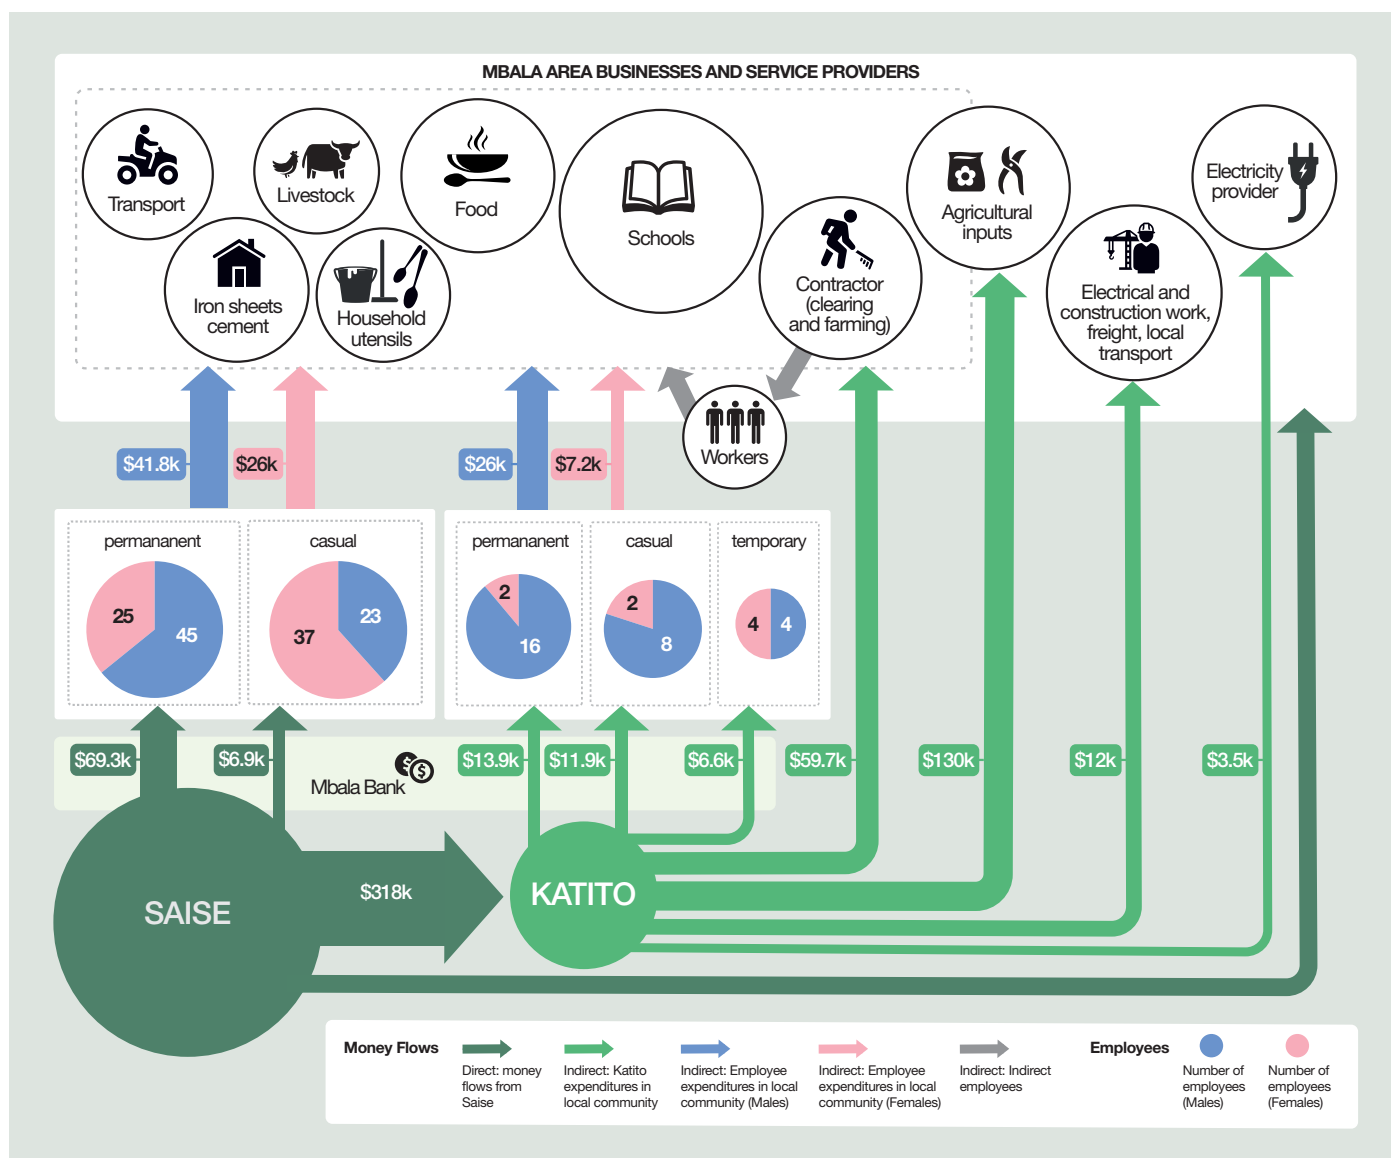 MBALA AREA BUSINESSES AND SERVICE PROVIDERS
Transport
Livestock
Food
Schools
Agricultural
inputs
Electricity
provider
Iron sheets
cement
Household
utensils
Contractor
(clearing
and farming)
Electrical and
construction work,
freight, local
transport
Workers
$41.8k
$26k
$26k
$7.2k
permananent
casual
permananent
casual
temporary
25
45
37
23
2
16
2
8
4
4
$69.3k
$6.9k
$13.9k
$11.9k
$6.6k
$59.7k
$130k
$12k
$3.5k
Mbala Bank
SAISE
$318k
KATITO
Money Flows
Direct: money
flows from
Saise
Indirect: Katito
expenditures in
local community
Indirect: Employee
expenditures in local
community (Males)
Indirect: Employee
expenditures in local
community (Females)
Indirect: Indirect
employees
Employees
Number of
employees
(Males)
Number of
employees
(Females)